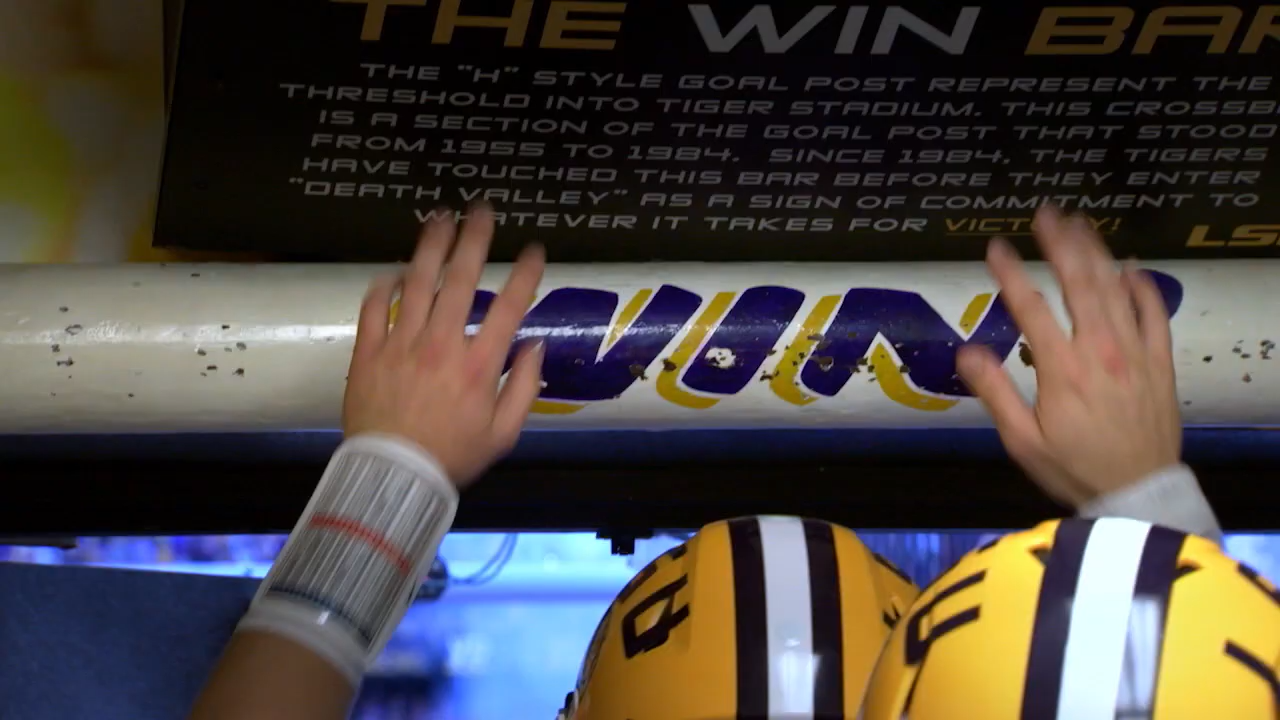 THE WIN BAR
THE "H" STYLE GOAL POST REPRESENT THE
THRESHOLD INTO TIGER STADIUM. THIS CROSSB
IS A SECTION OF THE GOAL POST THAT STOOD
FROM 1955 TO 1984. SINCE 1984, THE TIGERS
HAVE TOUCHED THIS BAR BEFORE THEY ENTER
"DEATH VALLEY" AS A SIGN OF COMMITMENT TO
WHATEVER IT TAKES FOR VICTORY!
LS
WIN